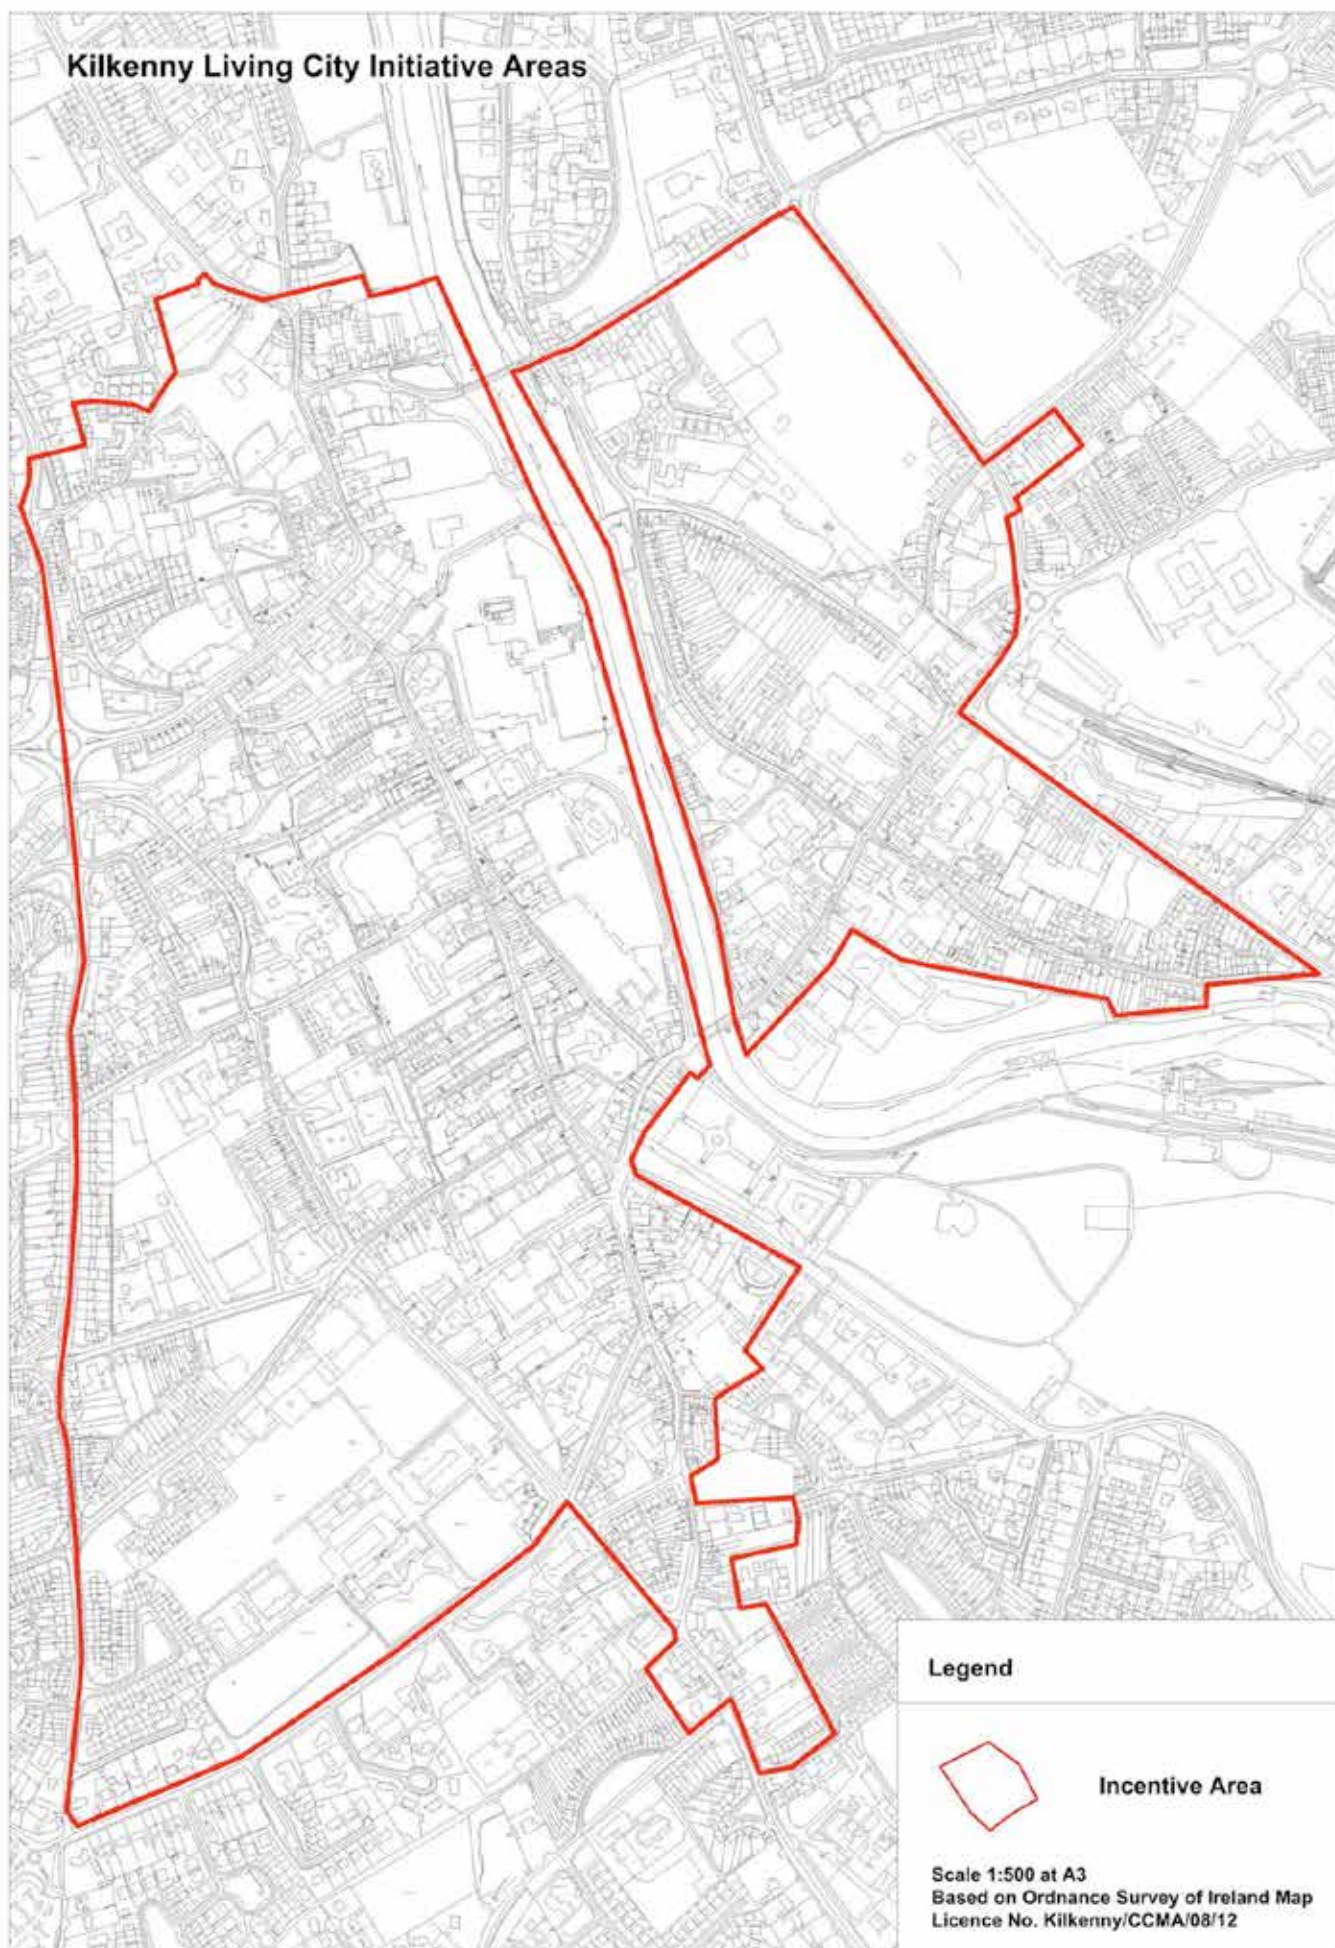 Kilkenny Living City Initiative Areas
Legend
Incentive Area
Scale 1:500 at A3
Based on Ordnance Survey of Ireland Map
Licence No. Kilkenny/CCMA/08/12